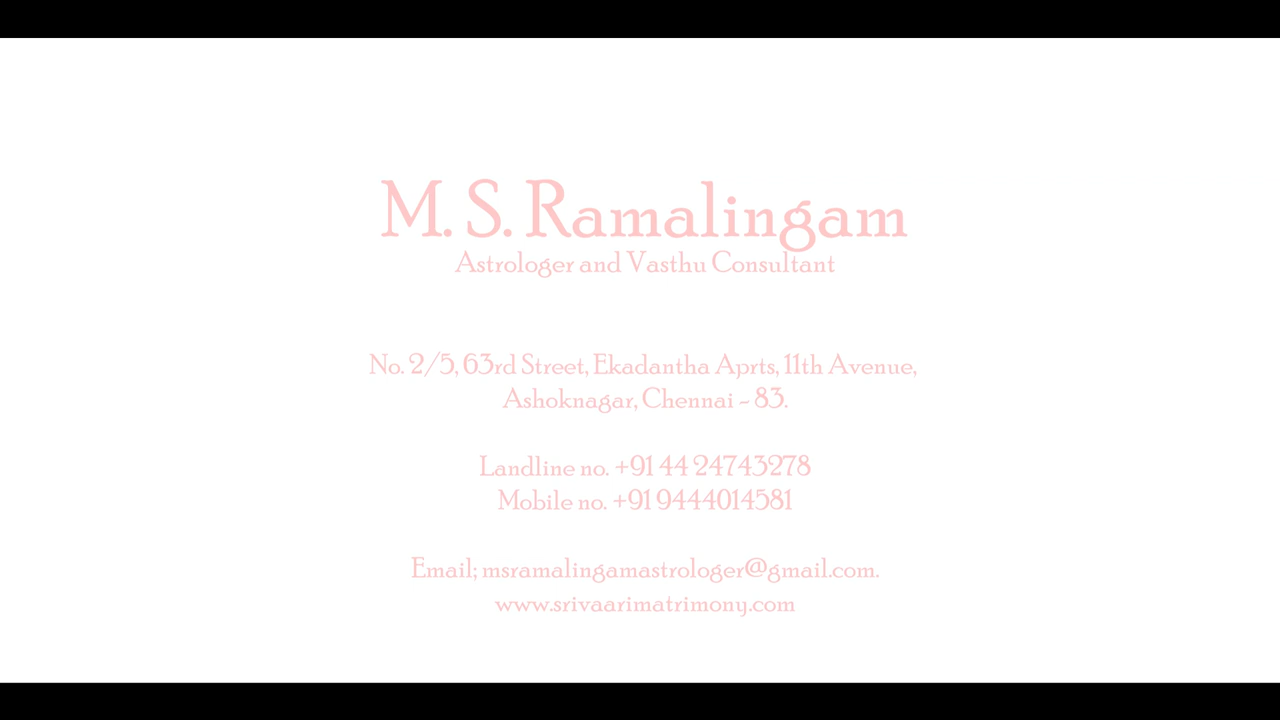 M. S. Ramalingam
Astrologer and Vasthu Consultant
No. 2/5, 63rd Street, Ekadantha Aprts, 11th Avenue,
Ashoknagar, Chennai - 83.
Landline no. +91 44 24743278
Mobile no. +91 9444014581
Email; msramalingamastrologer@gmail.com.
www.srivaarimatrimony.com